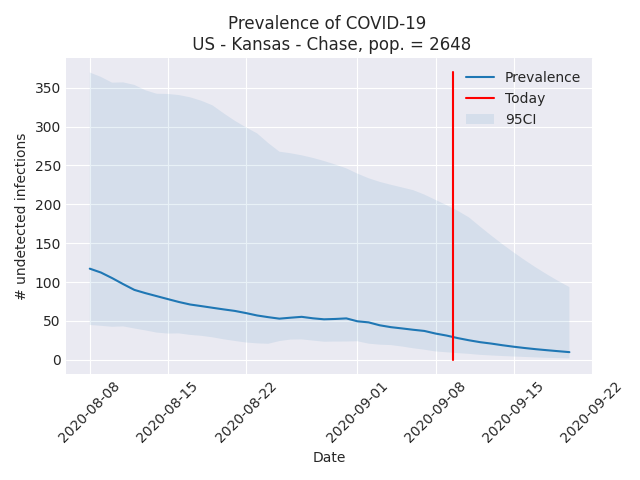 Prevalence of COVID-19
US - Kansas - Chase, pop. = 2648
Prevalence
Today
95CI
350
300
250
200
150
100
50
0
# undetected infections
2020-08-08
2020-08-15
2020-08-22
2020-09-01
2020-09-08
2020-09-15
2020-09-22
Date